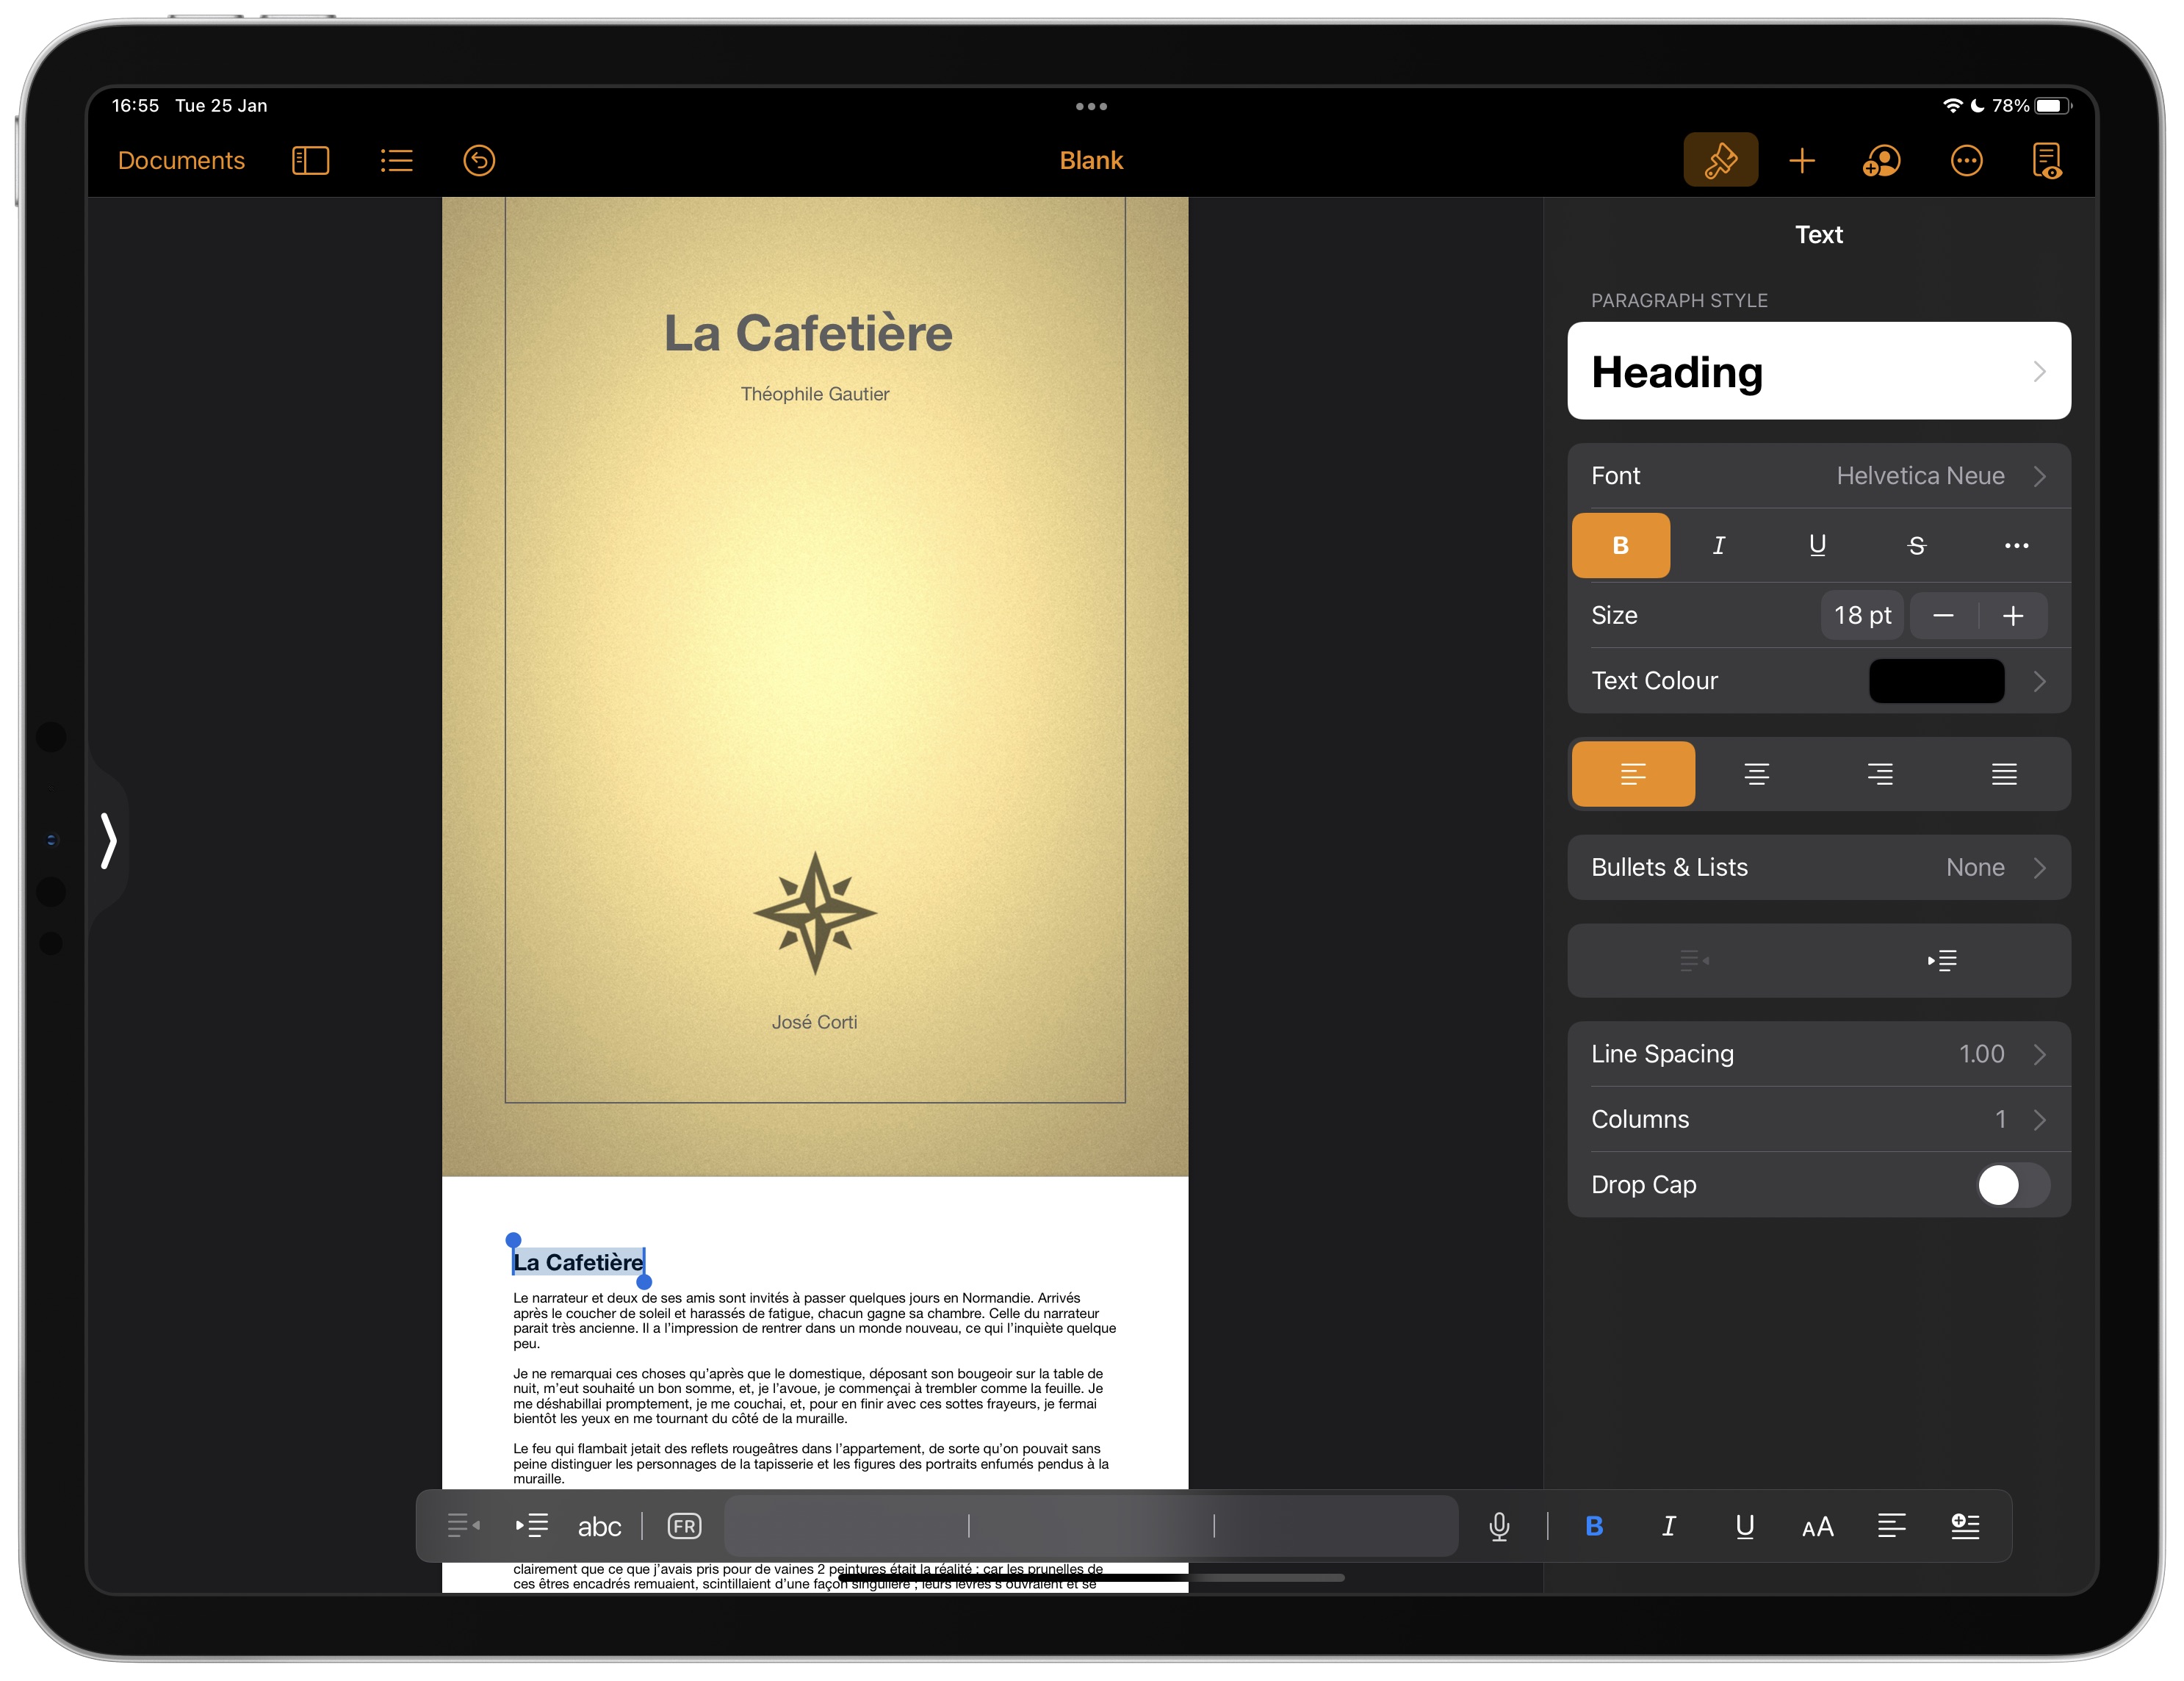 16:55 Tue 25 Jan
78%
Documents
Blank
La Cafetière
Théophile Gautier
José Corti
La Cafetière
Le narrateur et deux de ses amis sont invités à passer quelques jours en Normandie. Arrivés
après le coucher de soleil et harassés de fatigue, chacun gagne sa chambre. Celle du narrateur
parait très ancienne. Il a l’impression de rentrer dans un monde nouveau, ce qui l’inquiète quelque
peu.
Je ne remarquai ces choses qu’après que le domestique, déposant son bougeoir sur la table de
nuit, m’eut souhaité un bon somme, et, je l’avoue, je commençai à trembler comme la feuille. Je
me déshabillai promptement, je me couchai, et, pour en finir avec ces sottes frayeurs, je fermai
bientôt les yeux en me tournant du côté de la muraille.
Le feu qui flambait jetait des reflets rougeâtres dans l’appartement, de sorte qu’on pouvait sans
peine distinguer les personnages de la tapisserie et les figures des portraits enfumés pendus à la
muraille.
clairement que ce que j’avais pris pour de vaines 2 peintures était la réalité ; car les prunelles de
ces êtres encadrés remuaient, scintillaient d’une façon singulière ; leurs lèvres s’ouvraient et se
Text
PARAGRAPH STYLE
Heading
Font Helvetica Neue
B I U S
Size 18 pt
Text Colour
Bullets & Lists None
Line Spacing 1.00
Columns 1
Drop Cap
abc FR B I U AA